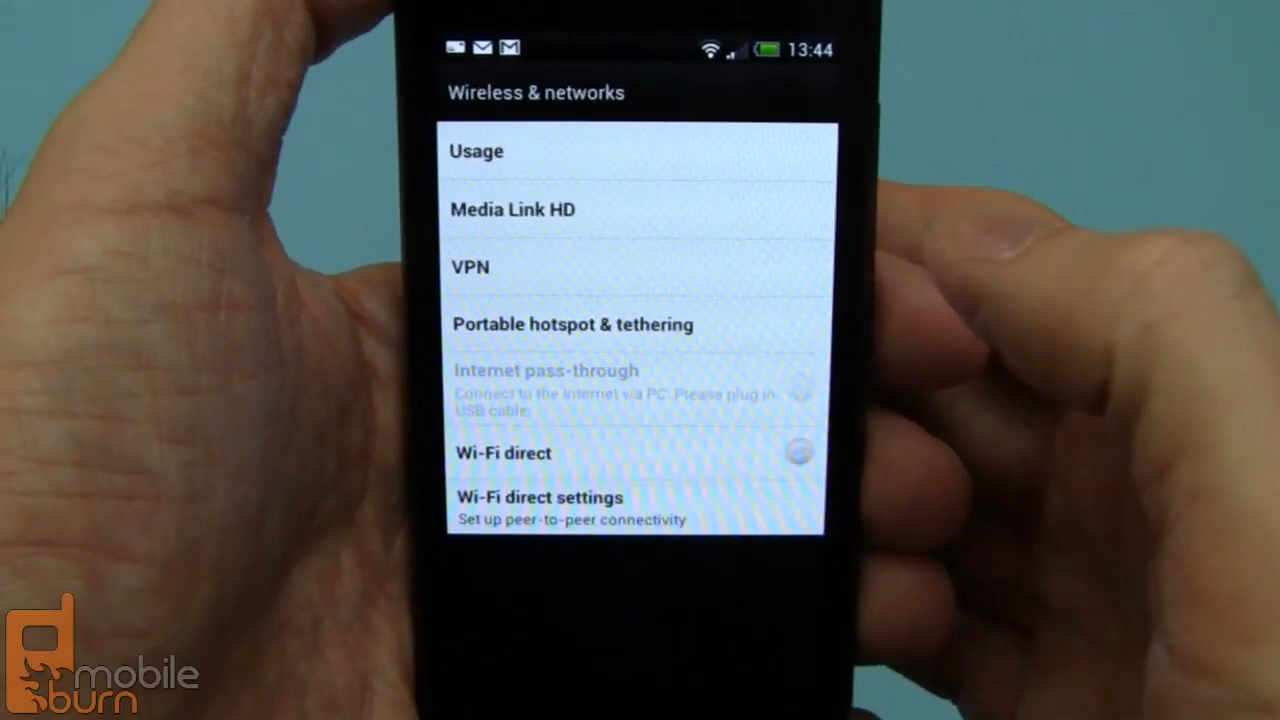 13:44
Wireless & networks
Usage
Media Link HD
VPN
Portable hotspot & tethering
Internet pass-through
Connect to the Internet via PC. Please plug in
USB cable.
Wi-Fi direct
Wi-Fi direct settings
Set up peer-to-peer connectivity
mobile
burn